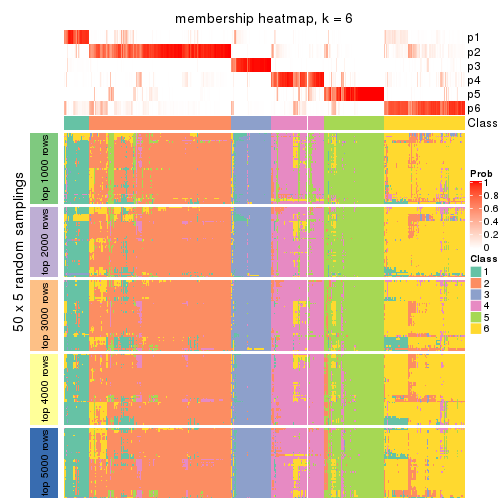 membership heatmap, k = 6
p1
p2
p3
p4
p5
p6
Class
50 x 5 random samplings
top 1000 rows
top 2000 rows
top 3000 rows
top 4000 rows
top 5000 rows
Prob
1
0.8
0.6
0.4
0.2
0
Class
1
2
3
4
5
6